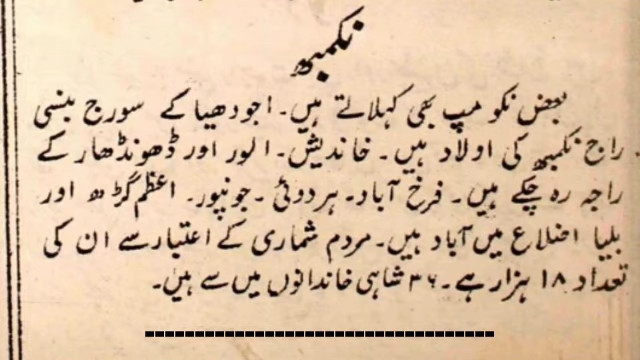 نکمبھ
بعض نکو مپ بھی کہلاتے ہیں۔ اجودھیا کے سورج بنسی
راج نکمبھ کی اولاد ہیں۔ خاندیش۔ الور اور ڈھونڈھار کے
راجہ رہ چکے ہیں۔ فرخ آباد۔ ہردوئی۔ جونپور۔ اعظم گڑھ اور
بلیا اضلاع میں آباد ہیں۔ مردم شماری کے اعتبار سے ان کی
تعداد ۱۸ ہزار ہے۔ ۳۶ شاہی خاندانوں میں سے ہیں۔